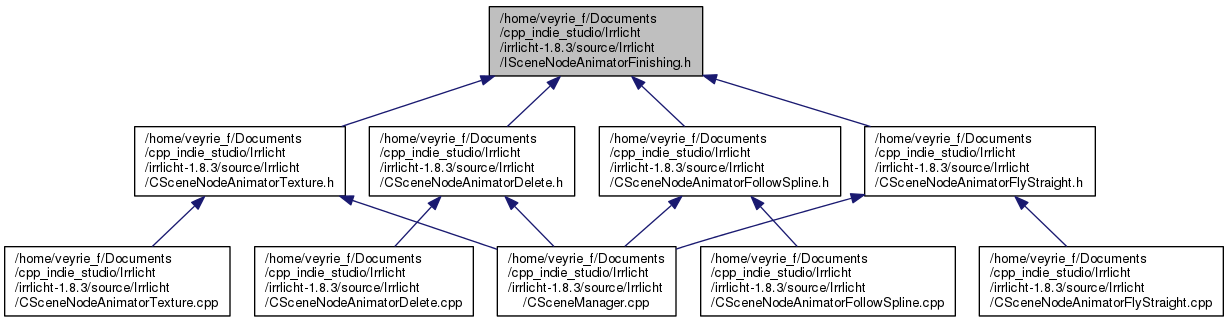 /home/veyrie_f/Documents
/cpp_indie_studio/Irrlicht
/irrlicht-1.8.3/source/Irrlicht
/ISceneNodeAnimatorFinishing.h
/home/veyrie_f/Documents
/cpp_indie_studio/Irrlicht
/irrlicht-1.8.3/source/Irrlicht
/CSceneNodeAnimatorTexture.h
/home/veyrie_f/Documents
/cpp_indie_studio/Irrlicht
/irrlicht-1.8.3/source/Irrlicht
/CSceneNodeAnimatorDelete.h
/home/veyrie_f/Documents
/cpp_indie_studio/Irrlicht
/irrlicht-1.8.3/source/Irrlicht
/CSceneNodeAnimatorFollowSpline.h
/home/veyrie_f/Documents
/cpp_indie_studio/Irrlicht
/irrlicht-1.8.3/source/Irrlicht
/CSceneNodeAnimatorFlyStraight.h
/home/veyrie_f/Documents
/cpp_indie_studio/Irrlicht
/irrlicht-1.8.3/source/Irrlicht
/CSceneNodeAnimatorTexture.cpp
/home/veyrie_f/Documents
/cpp_indie_studio/Irrlicht
/irrlicht-1.8.3/source/Irrlicht
/CSceneNodeAnimatorDelete.cpp
/home/veyrie_f/Documents
/cpp_indie_studio/Irrlicht
/irrlicht-1.8.3/source/Irrlicht
/CSceneManager.cpp
/home/veyrie_f/Documents
/cpp_indie_studio/Irrlicht
/irrlicht-1.8.3/source/Irrlicht
/CSceneNodeAnimatorFollowSpline.cpp
/home/veyrie_f/Documents
/cpp_indie_studio/Irrlicht
/irrlicht-1.8.3/source/Irrlicht
/CSceneNodeAnimatorFlyStraight.cpp